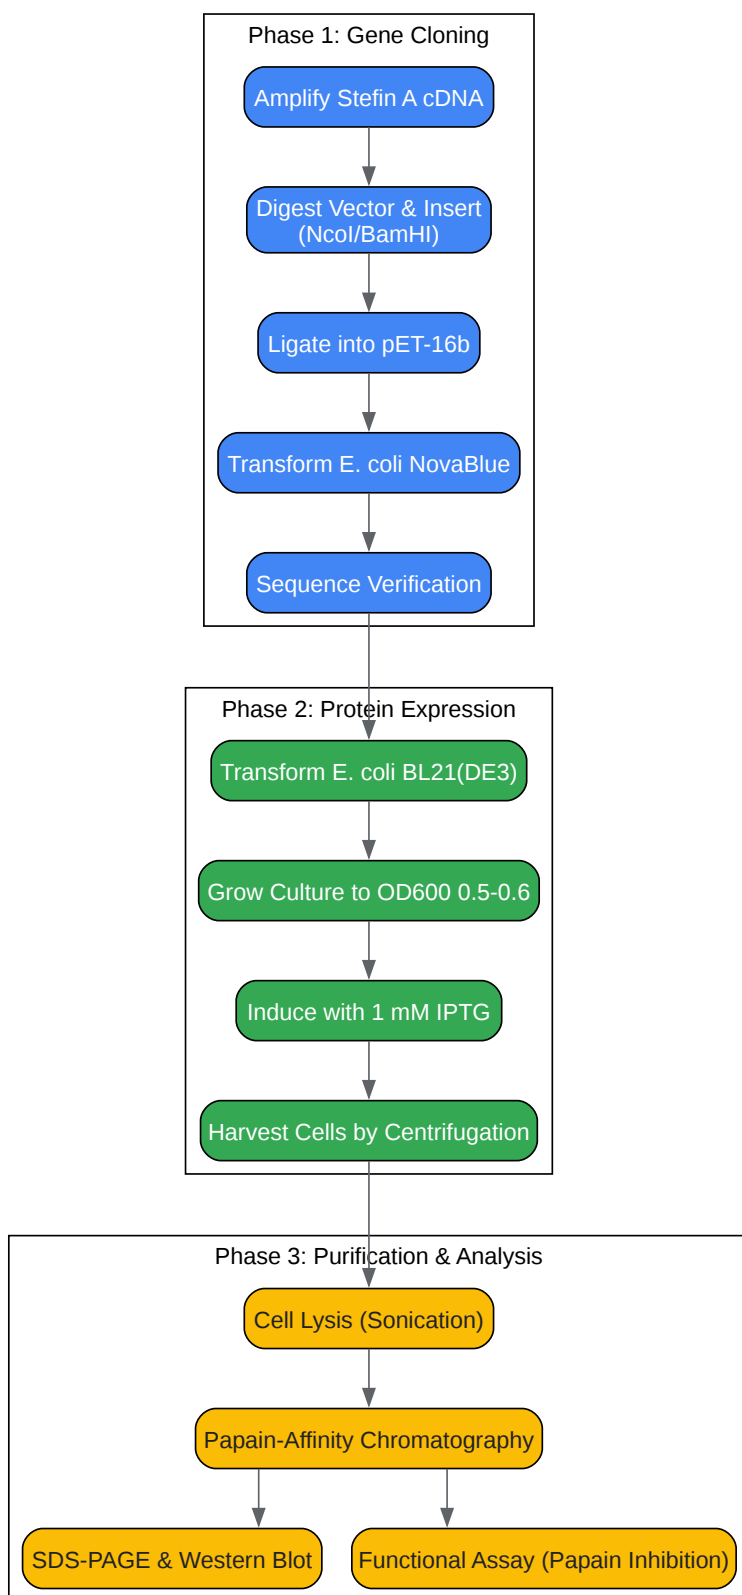 Phase 1: Gene Cloning
Amplify Stefin A cDNA
Digest Vector & Insert
(NcoI/BamHI)
Ligate into pET-16b
Transform E. coli NovaBlue
Sequence Verification
Phase 2: Protein Expression
Transform E. coli BL21(DE3)
Grow Culture to OD600 0.5-0.6
Induce with 1 mM IPTG
Harvest Cells by Centrifugation
Phase 3: Purification & Analysis
Cell Lysis (Sonication)
Papain-Affinity Chromatography
SDS-PAGE & Western Blot
Functional Assay (Papain Inhibition)